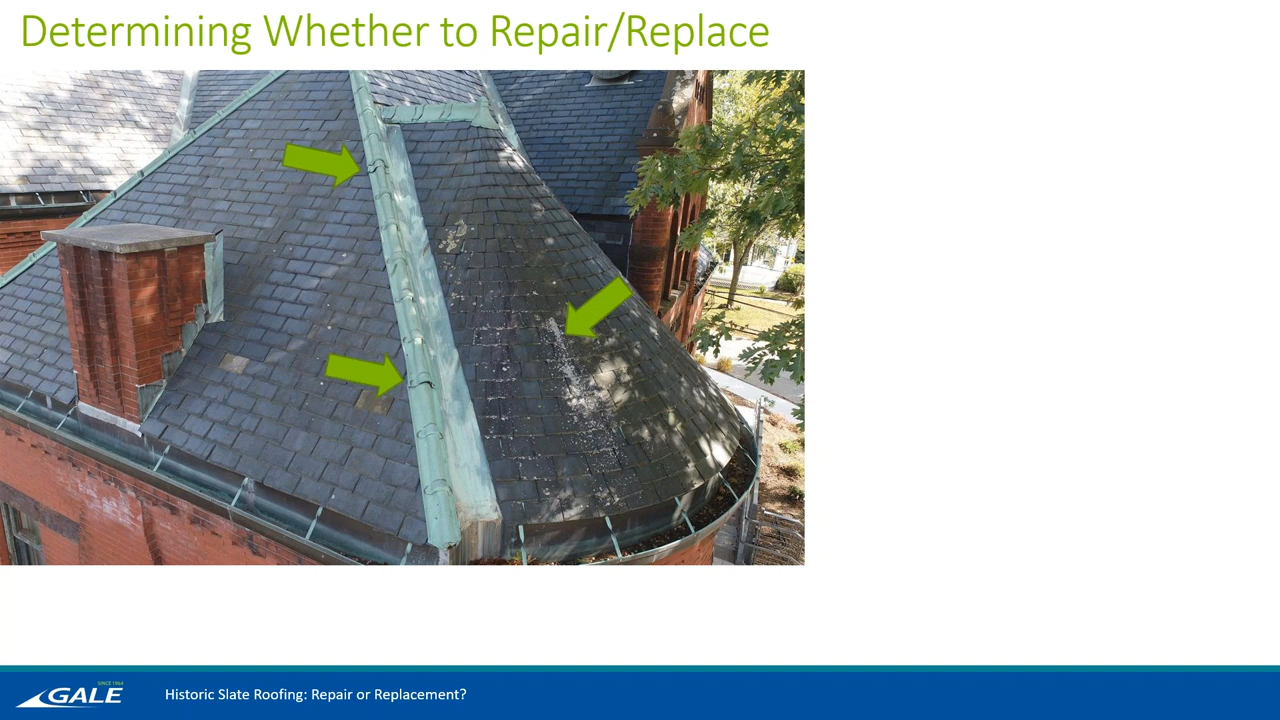 Determining Whether to Repair/Replace
SINCE 1964
GALE
Historic Slate Roofing: Repair or Replacement?